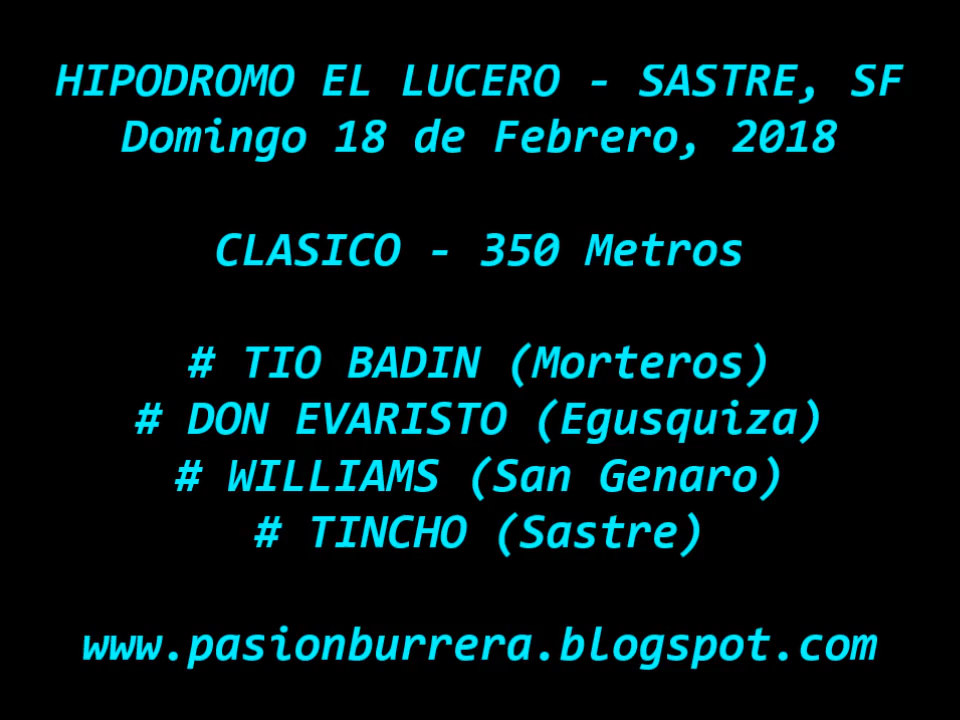 HIPODROMO EL LUCERO - SASTRE, SF
Domingo 18 de Febrero, 2018
CLASICO - 350 Metros
# TIO BADIN (Morteros)
# DON EVARISTO (Egusquiza)
# WILLIAMS (San Genaro)
# TINCHO (Sastre)
www.pasionburrera.blogspot.com